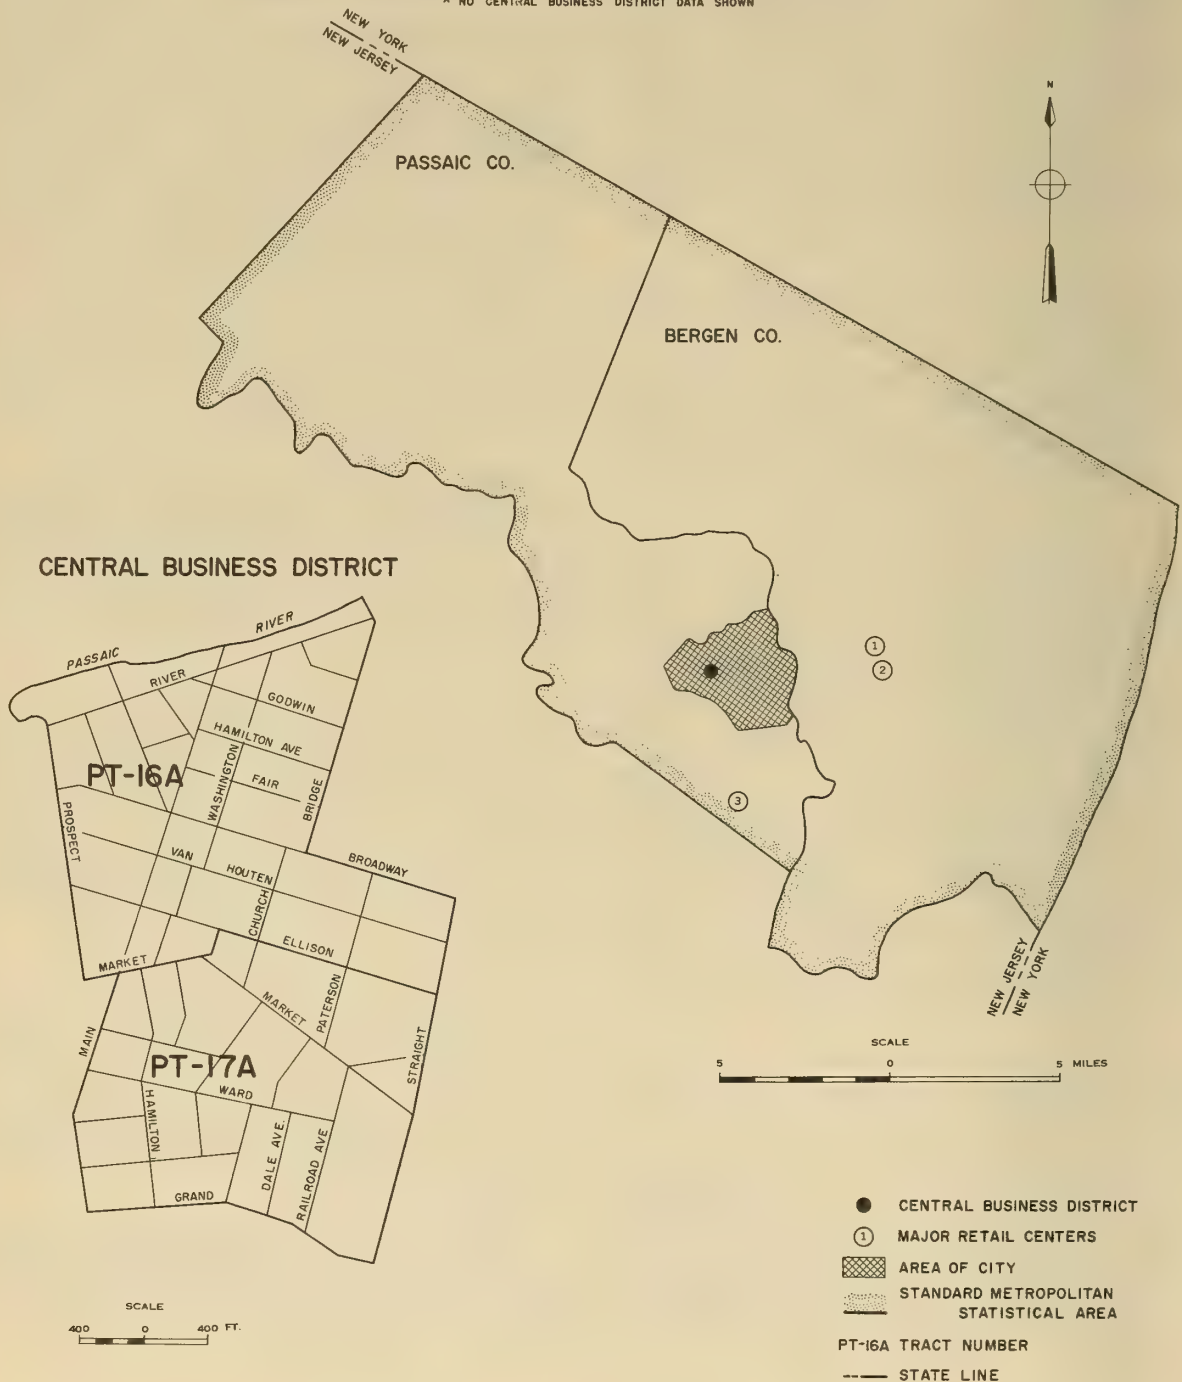 * NO CENTRAL BUSINESS DISTRICT DATA SHOWN
NEW YORK
NEW JERSEY
N
PASSAIC CO.
BERGEN CO.
CENTRAL BUSINESS DISTRICT
PASSAIC RIVER
RIVER
GODWIN
HAMILTON AVE
PT-16A
WASHINGTON
FAIR
BRIDGE
PROSPECT
VAN HOUTEN
BROADWAY
CHURCH
ELLISON
MARKET
MARKET
PATERSON
MAIN
STRAIGHT
PT-17A
WARD
HAMILTON
DALE AVE.
RAILROAD AVE
GRAND
SCALE
400 0 400 FT.
1
2
3
NEW JERSEY
NEW YORK
SCALE
5 0 5 MILES
CENTRAL BUSINESS DISTRICT
1 MAJOR RETAIL CENTERS
AREA OF CITY
STANDARD METROPOLITAN
STATISTICAL AREA
PT-16A TRACT NUMBER
STATE LINE